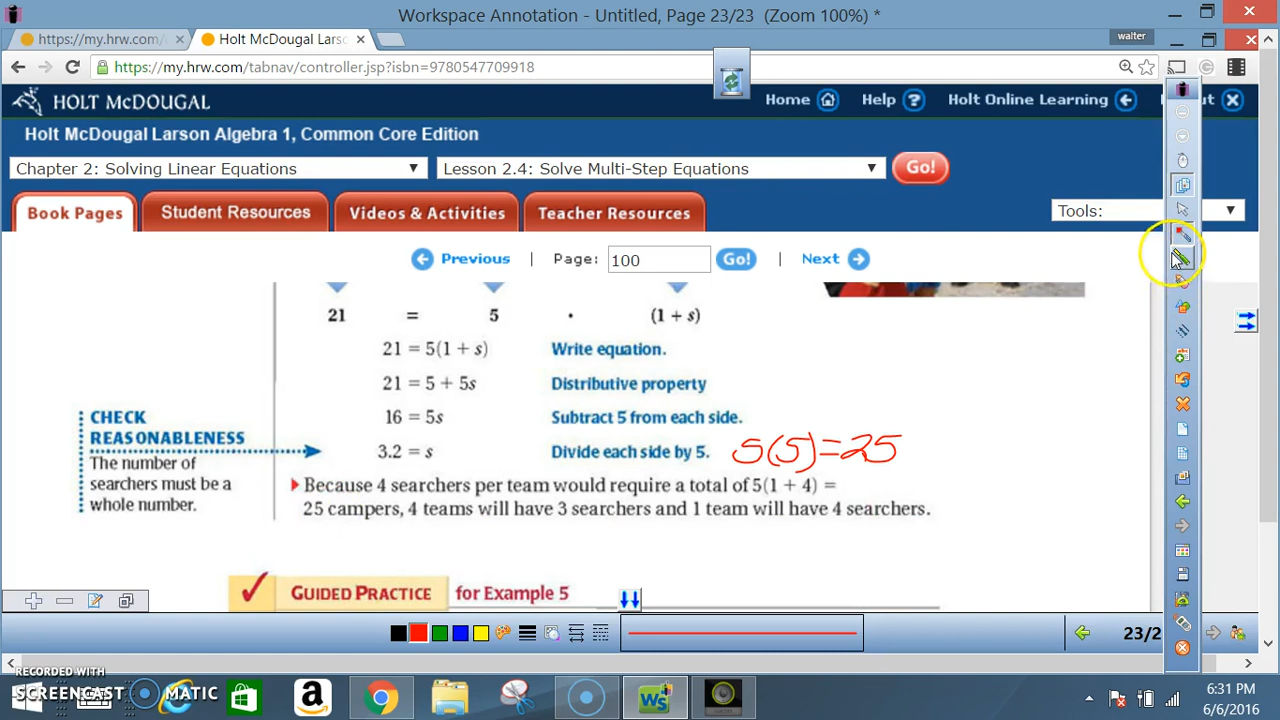 Workspace Annotation - Untitled, Page 23/23 (Zoom 100%) *
https://my.hrw.com/ Holt McDougal Lars walter
https://my.hrw.com/tabnav/controller.jsp?isbn=9780547709918
HOLT McDOUGAL Home Help ? Holt Online Learning ut
Holt McDougal Larson Algebra 1, Common Core Edition
Chapter 2: Solving Linear Equations Lesson 2.4: Solve Multi-Step Equations Go!
Book Pages Student Resources Videos & Activities Teacher Resources Tools:
Previous | Page: 100 Go! | Next
21 = 5 · (1 + s)
21 = 5(1 + s) Write equation.
21 = 5 + 5s Distributive property
16 = 5s Subtract 5 from each side.
3.2 = s Divide each side by 5. 5(5)=25
CHECK
REASONABLENESS
The number of
searchers must be a
whole number.
Because 4 searchers per team would require a total of 5(1 + 4) =
25 campers, 4 teams will have 3 searchers and 1 team will have 4 searchers.
GUIDED PRACTICE for Example 5
23/2
RECORDED WITH
SCREENCAST MATIC
WS
6:31 PM
6/6/2016